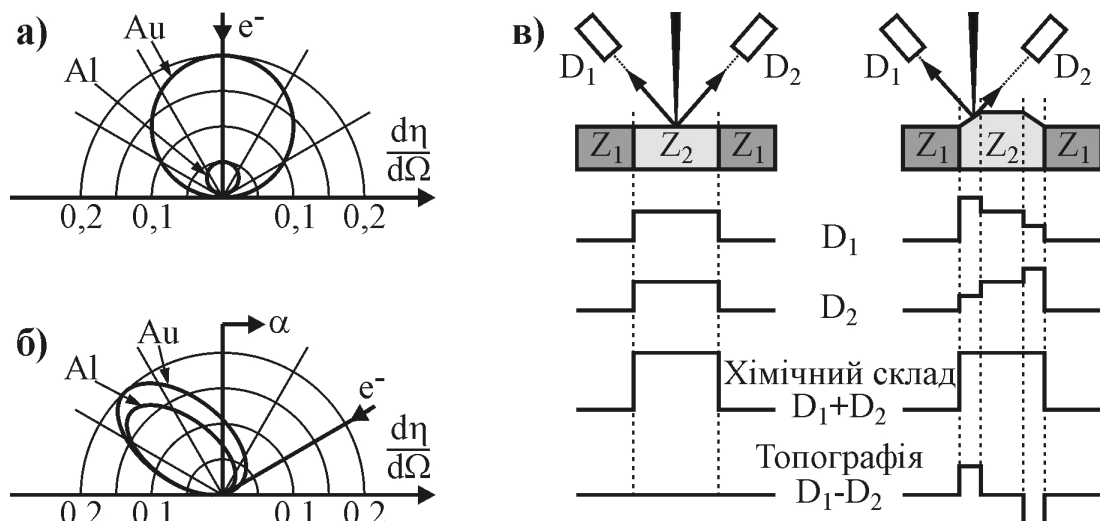 а)
Au
e-
Al
dη
dΩ
0,2 0,1 0,1 0,2
б)
Au
α
Al
e-
dη
dΩ
0,2 0,1 0,1 0,2
в)
D1 D2 D1 D2
Z1 Z2 Z1 Z1 Z2 Z1
D1
D2
Хімічний склад
D1+D2
Топографія
D1-D2